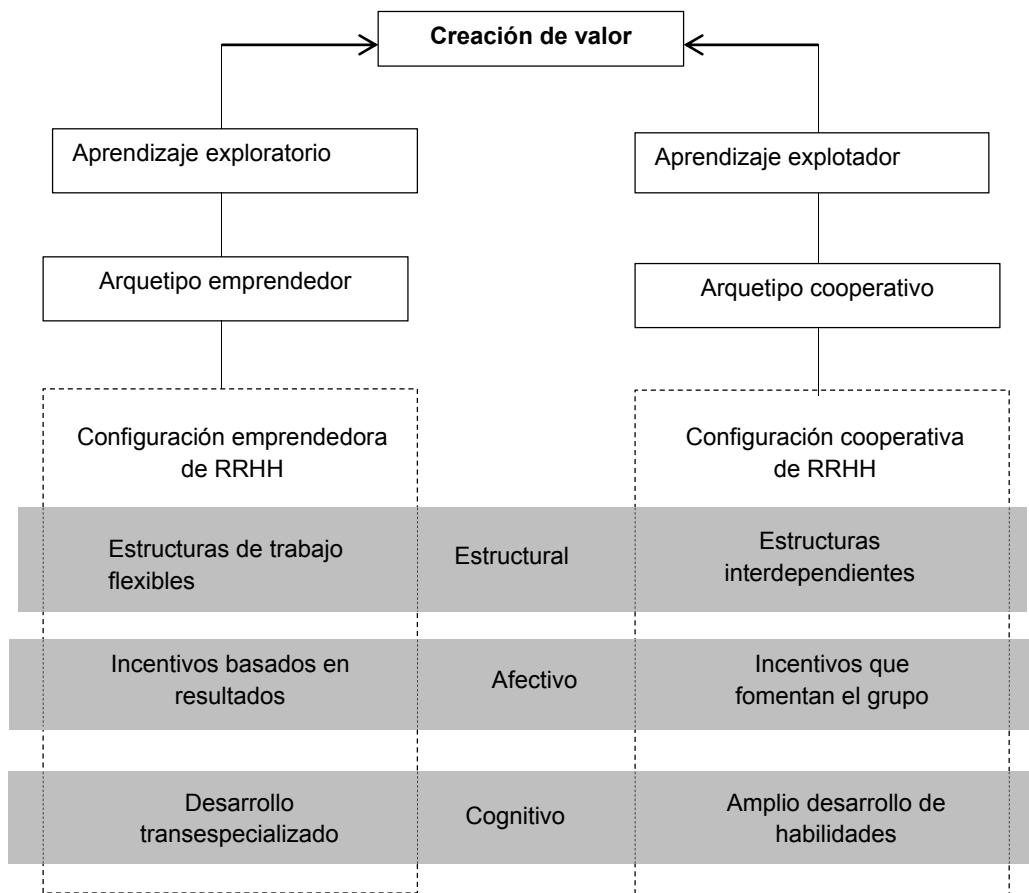 Creación de valor
Aprendizaje exploratorio
Aprendizaje explotador
Arquetipo emprendedor
Arquetipo cooperativo
Configuración emprendedora
de RRHH
Configuración cooperativa
de RRHH
Estructuras de trabajo
flexibles
Estructural
Estructuras
interdependientes
Incentivos basados en
resultados
Afectivo
Incentivos que
fomentan el grupo
Desarrollo
transespecializado
Cognitivo
Amplio desarrollo de
habilidades